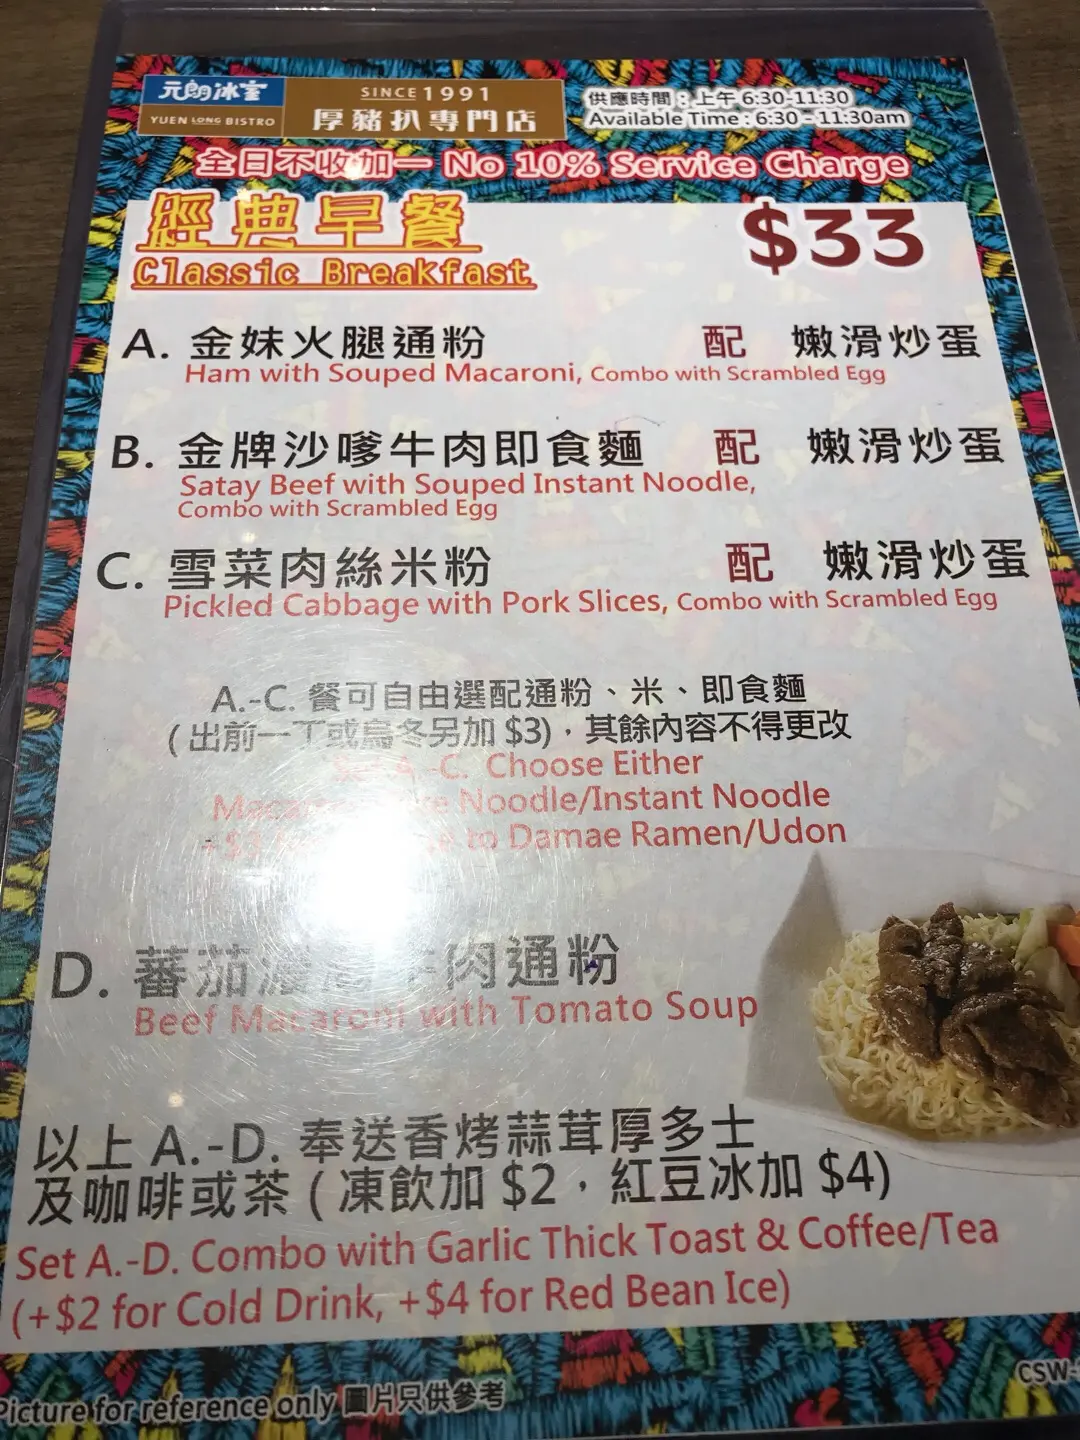 元朗冰室
YUEN LONG BISTRO
SINCE 1991
厚豬扒專門店
供應時間：上午 6:30-11:30
Available Time : 6:30 - 11:30am
全日不收加一 No 10% Service Charge
經典早餐
$33
Classic Breakfast
A. 金妹火腿通粉 配 嫩滑炒蛋
Ham with Souped Macaroni, Combo with Scrambled Egg
B. 金牌沙嗲牛肉即食麵 配 嫩滑炒蛋
Satay Beef with Souped Instant Noodle,
Combo with Scrambled Egg
C. 雪菜肉絲米粉 配 嫩滑炒蛋
Pickled Cabbage with Pork Slices, Combo with Scrambled Egg
A.-C. 餐可自由選配通粉、米、即食麵
( 出前一丁或烏冬另加 $3)，其餘內容不得更改
A.-C. Choose Either
Noodle/Instant Noodle
to Damae Ramen/Udon
D. 蕃茄 牛肉通粉
Beef Macaroni with Tomato Soup
以上 A.-D. 奉送香烤蒜茸厚多士
及咖啡或茶 ( 凍飲加 $2，紅豆冰加 $4)
Set A.-D. Combo with Garlic Thick Toast & Coffee/Tea
(+$2 for Cold Drink, +$4 for Red Bean Ice)
Picture for reference only 圖片只供參考
CSW-